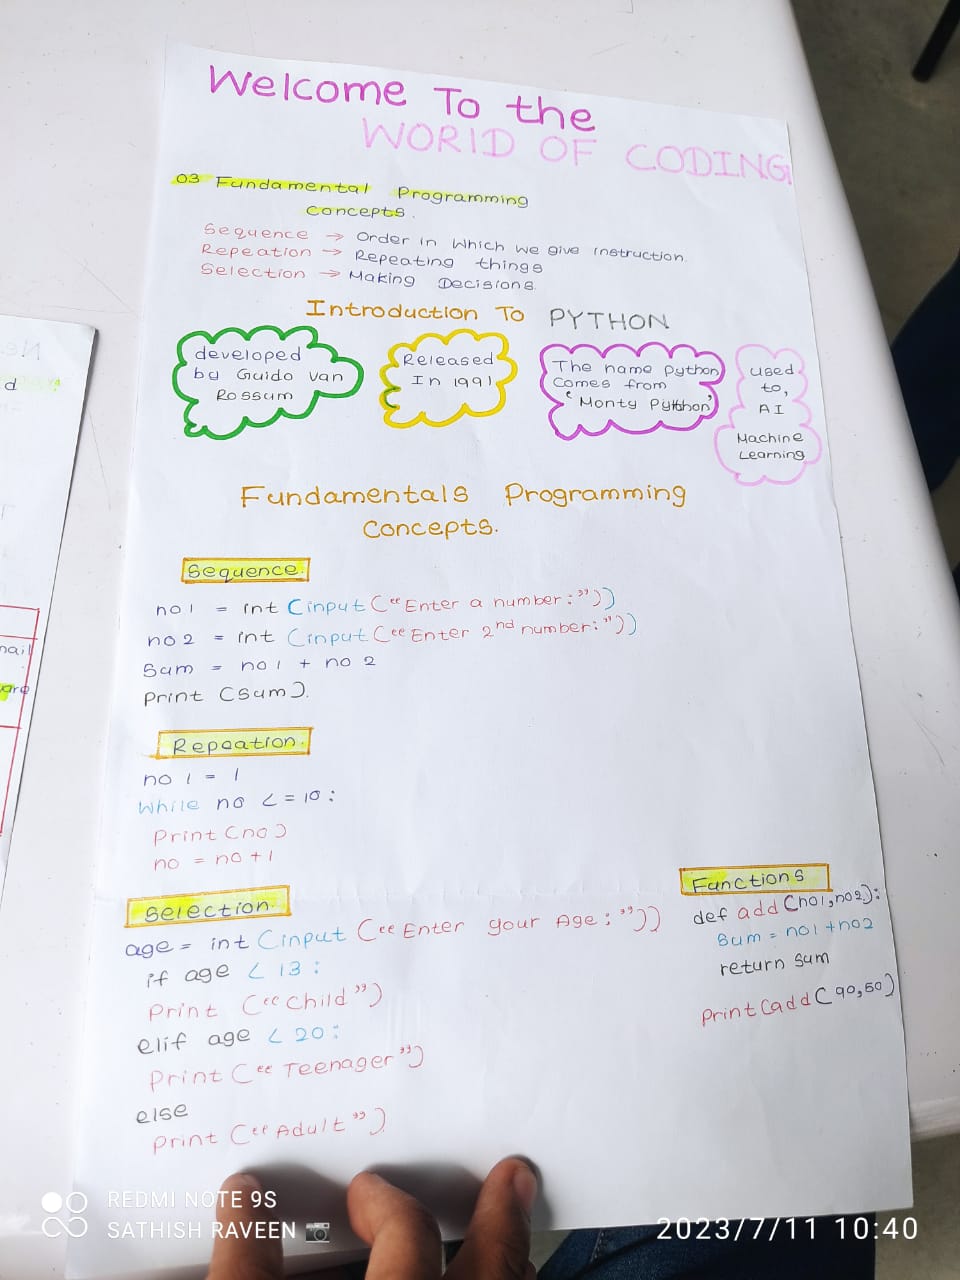 Welcome To the
WORLD OF CODING
03 Fundamental Programming
Concepts.
Sequence → Order in Which we give instruction.
Repeation → Repeating things
Selection → Making Decisions.
Introduction To PYTHON
developed
by Guido van
Rossum
Released
In 1991
The name python
Comes from
'Monty Python'
used
to,
AI
Machine
Learning
Fundamentals Programming
Concepts.
Sequence.
no1 = int (input (“Enter a number:”))
no2 = int (input (“Enter 2nd number:”))
Sum = no1 + no2
Print (sum).
Repeation.
no1 = 1
While no <=10:
Print (no)
no = no+1
Selection.
age = int (input (“Enter your Age:”))
if age < 13:
Print (“Child”)
elif age < 20:
Print (“Teenager”)
else
Print (“Adult”)
Functions
def add (no1,no2):
Sum = no1+no2
return sum
Print (add (90,50)
d
nail
are
REDMI NOTE 9S
SATHISH RAVEEN
2023/7/11 10:40